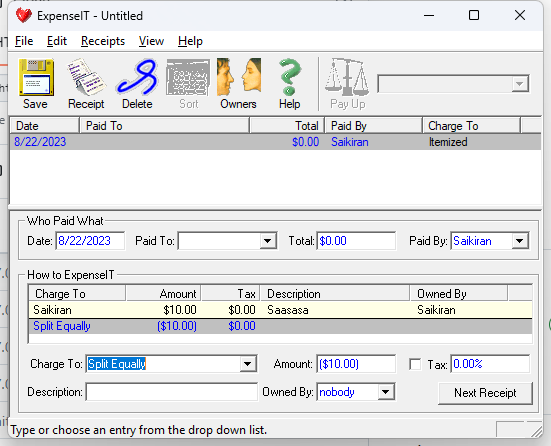 ExpenseIT - Untitled
File Edit Receipts View Help
Save Receipt Delete Sort Owners Help Pay Up
Date Paid To Total Paid By Charge To
8/22/2023 $0.00 Saikiran Itemized
Who Paid What
Date: 8/22/2023 Paid To: Total: $0.00 Paid By: Saikiran
How to ExpenseIT
Charge To Amount Tax Description Owned By
Saikiran $10.00 $0.00 Saasasa Saikiran
Split Equally ($10.00) $0.00
Charge To: Split Equally Amount: ($10.00) Tax: 0.00%
Description: Owned By: nobody Next Receipt
Type or choose an entry from the drop down list.